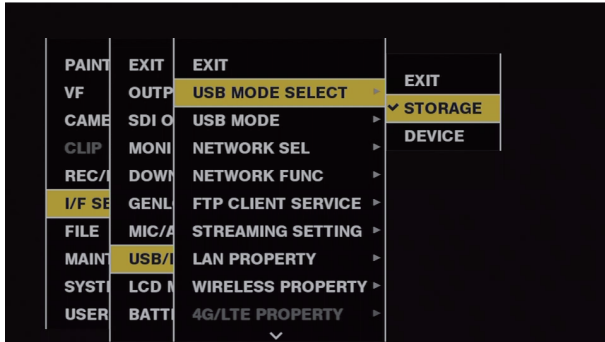 PAINT
VF
CAME
CLIP
REC/
I/F SE
FILE
MAINT
SYST
USER
EXIT
OUTP
SDI O
MONI
DOWN
GENL
MIC/A
USB/
LCD M
BATT
EXIT
USB MODE SELECT
USB MODE
NETWORK SEL
NETWORK FUNC
FTP CLIENT SERVICE
STREAMING SETTING
LAN PROPERTY
WIRELESS PROPERTY
4G/LTE PROPERTY
EXIT
STORAGE
DEVICE